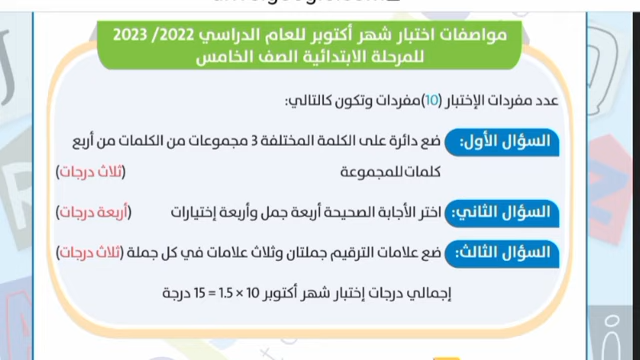 مواصفات اختبار شهر أكتوبر للعام الدراسي 2022/ 2023
للمرحلة الابتدائية الصف الخامس
عدد مفردات الإختبار (10)مفردات وتكون كالتالي:
السؤال الأول: ضع دائرة على الكلمة المختلفة 3 مجموعات من الكلمات من أربع
كلمات للمجموعة (ثلاث درجات)
السؤال الثاني: اختر الأجابة الصحيحة أربعة جمل وأربعة إختيارات (أربعة درجات)
السؤال الثالث: ضع علامات الترقيم جملتان وثلاث علامات في كل جملة (ثلاث درجات)
إجمالي درجات إختبار شهر أكتوبر 10 × 1.5 = 15 درجة